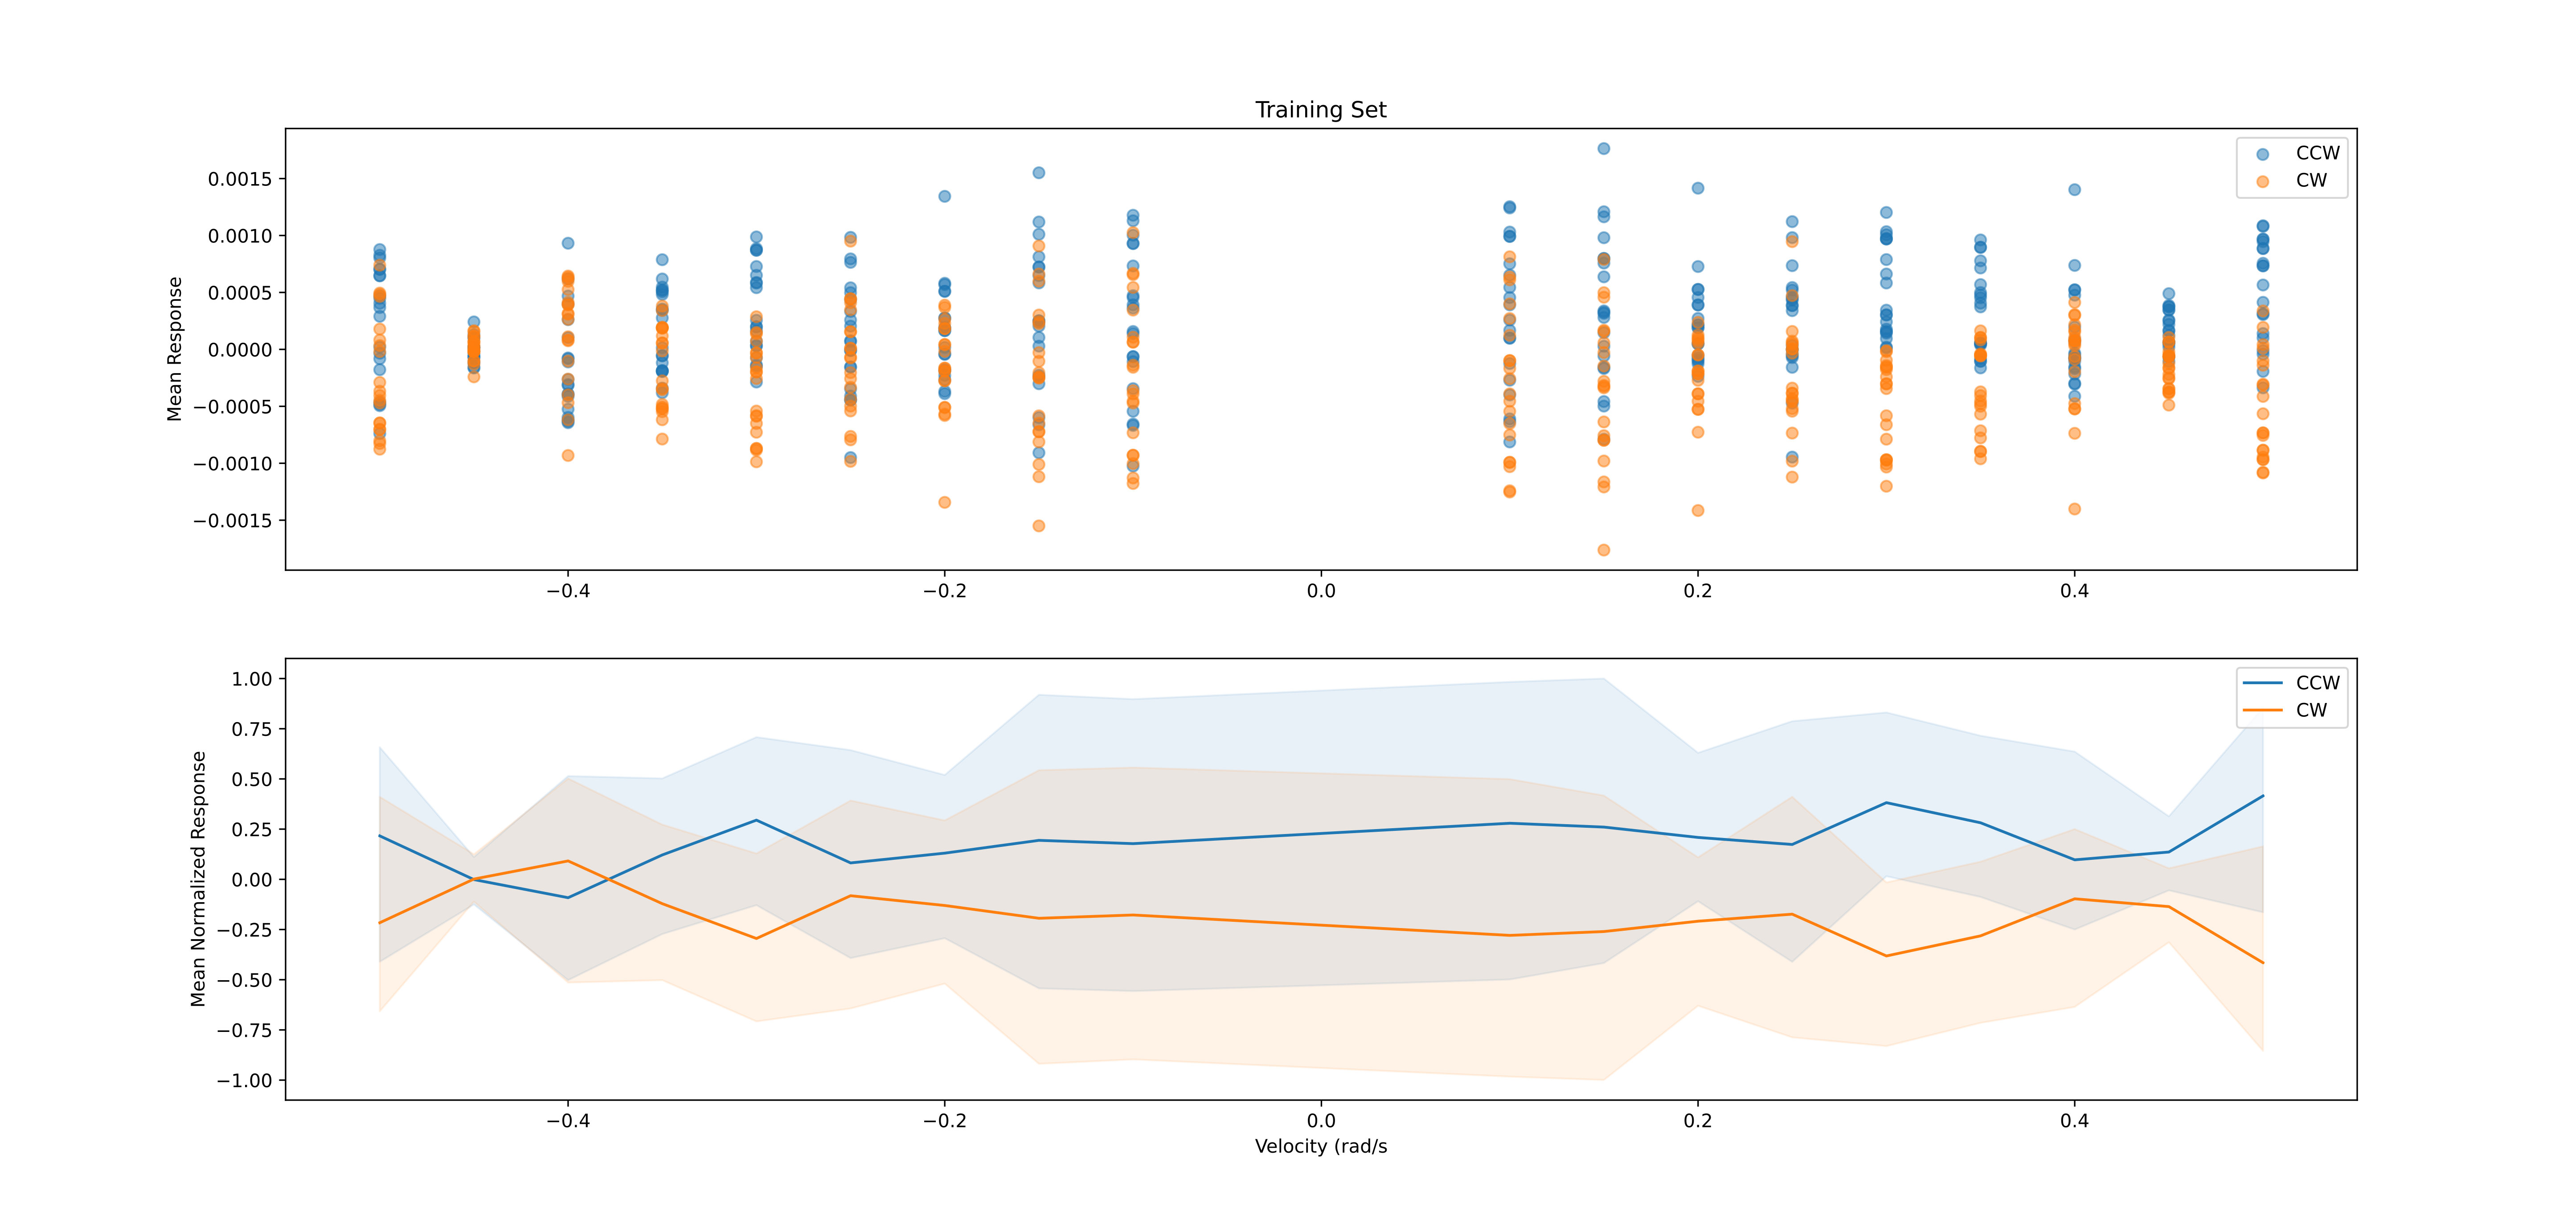 Training Set
Mean Response
0.0015
0.0010
0.0005
0.0000
−0.0005
−0.0010
−0.0015
CCW
CW
−0.4 −0.2 0.0 0.2 0.4
Mean Normalized Response
1.00
0.75
0.50
0.25
0.00
−0.25
−0.50
−0.75
−1.00
CCW
CW
−0.4 −0.2 0.0 0.2 0.4
Velocity (rad/s